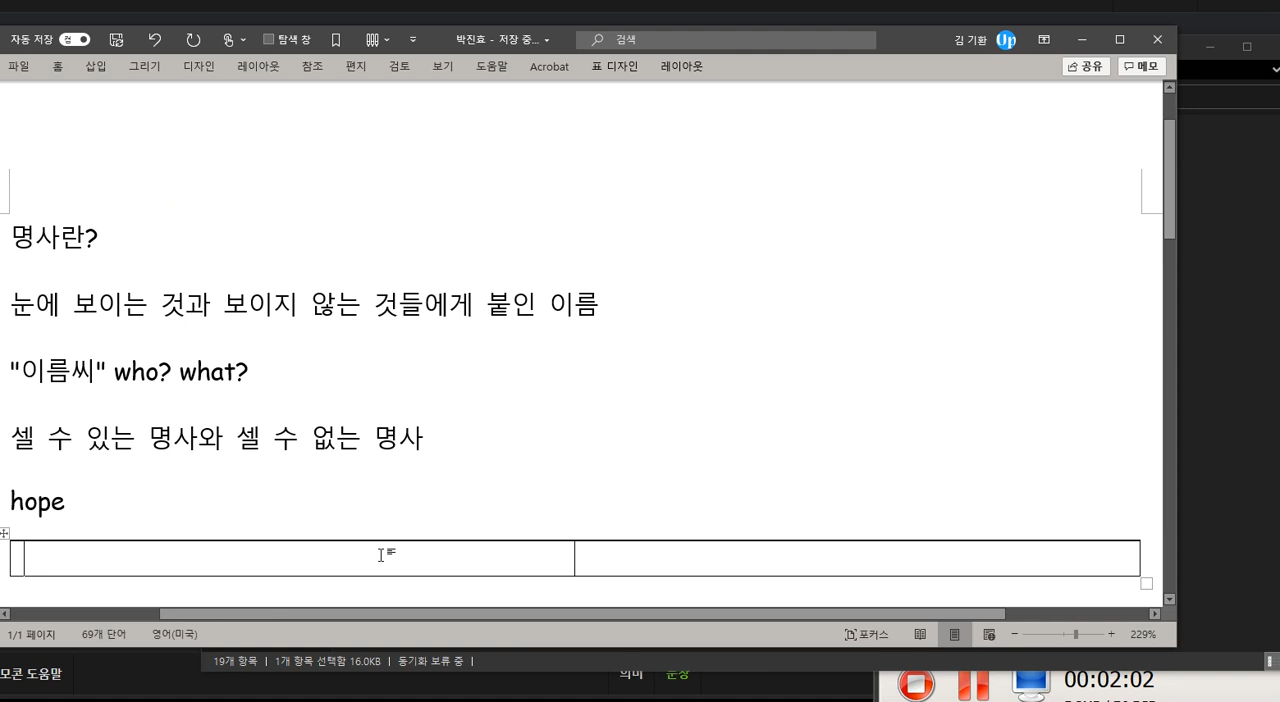 자동 저장 켬 탐색 창 박진효 - 저장 중... 검색 김 기환 Up
파일 홈 삽입 그리기 디자인 레이아웃 참조 편지 검토 보기 도움말 Acrobat 표 디자인 레이아웃 공유 메모
명사란?
눈에 보이는 것과 보이지 않는 것들에게 붙인 이름
"이름씨" who? what?
셀 수 있는 명사와 셀 수 없는 명사
hope
1/1 페이지 69개 단어 영어(미국) 포커스 229%
19개 항목 1개 항목 선택함 16.0KB 동기화 보류 중
모콘 도움말 의미 문장 00:02:02